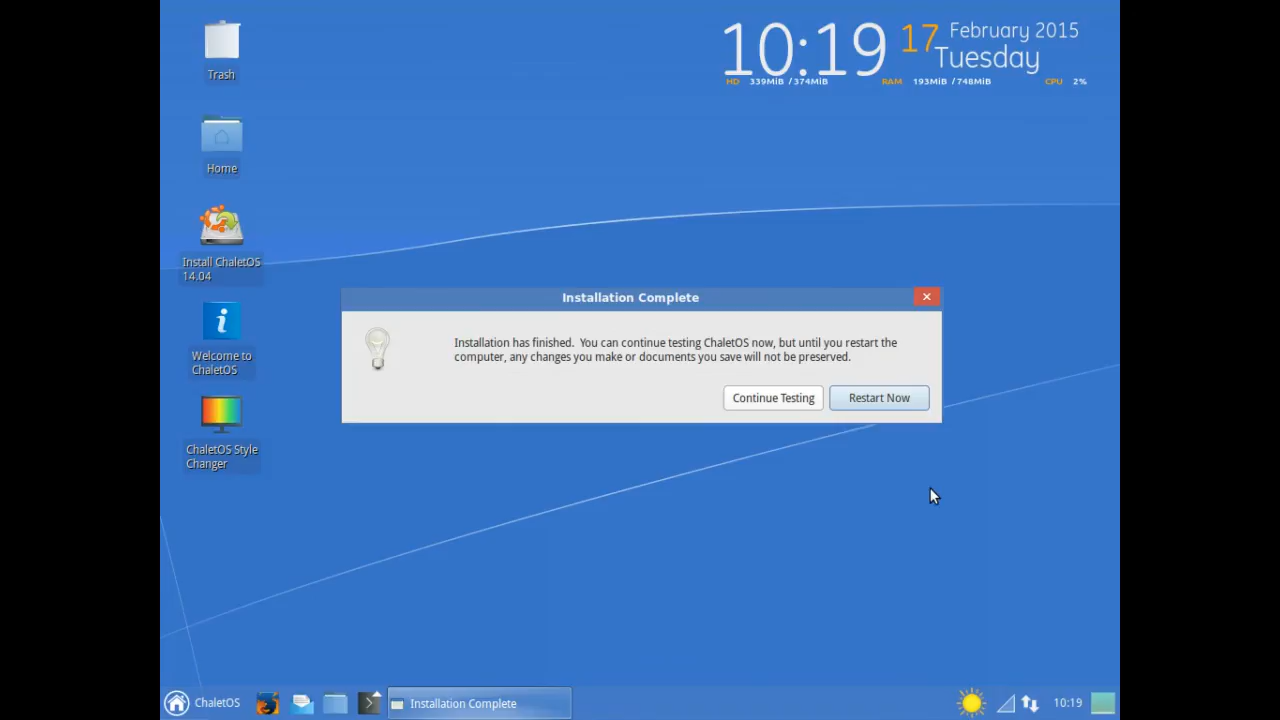 Trash
Home
Install ChaletOS
14.04
Welcome to
ChaletOS
ChaletOS Style
Changer
10:19
17
February 2015
Tuesday
HD 339MiB / 374MiB RAM 193MiB / 748MiB CPU 2%
Installation Complete
Installation has finished. You can continue testing ChaletOS now, but until you restart the
computer, any changes you make or documents you save will not be preserved.
Continue Testing Restart Now
ChaletOS Installation Complete 10:19